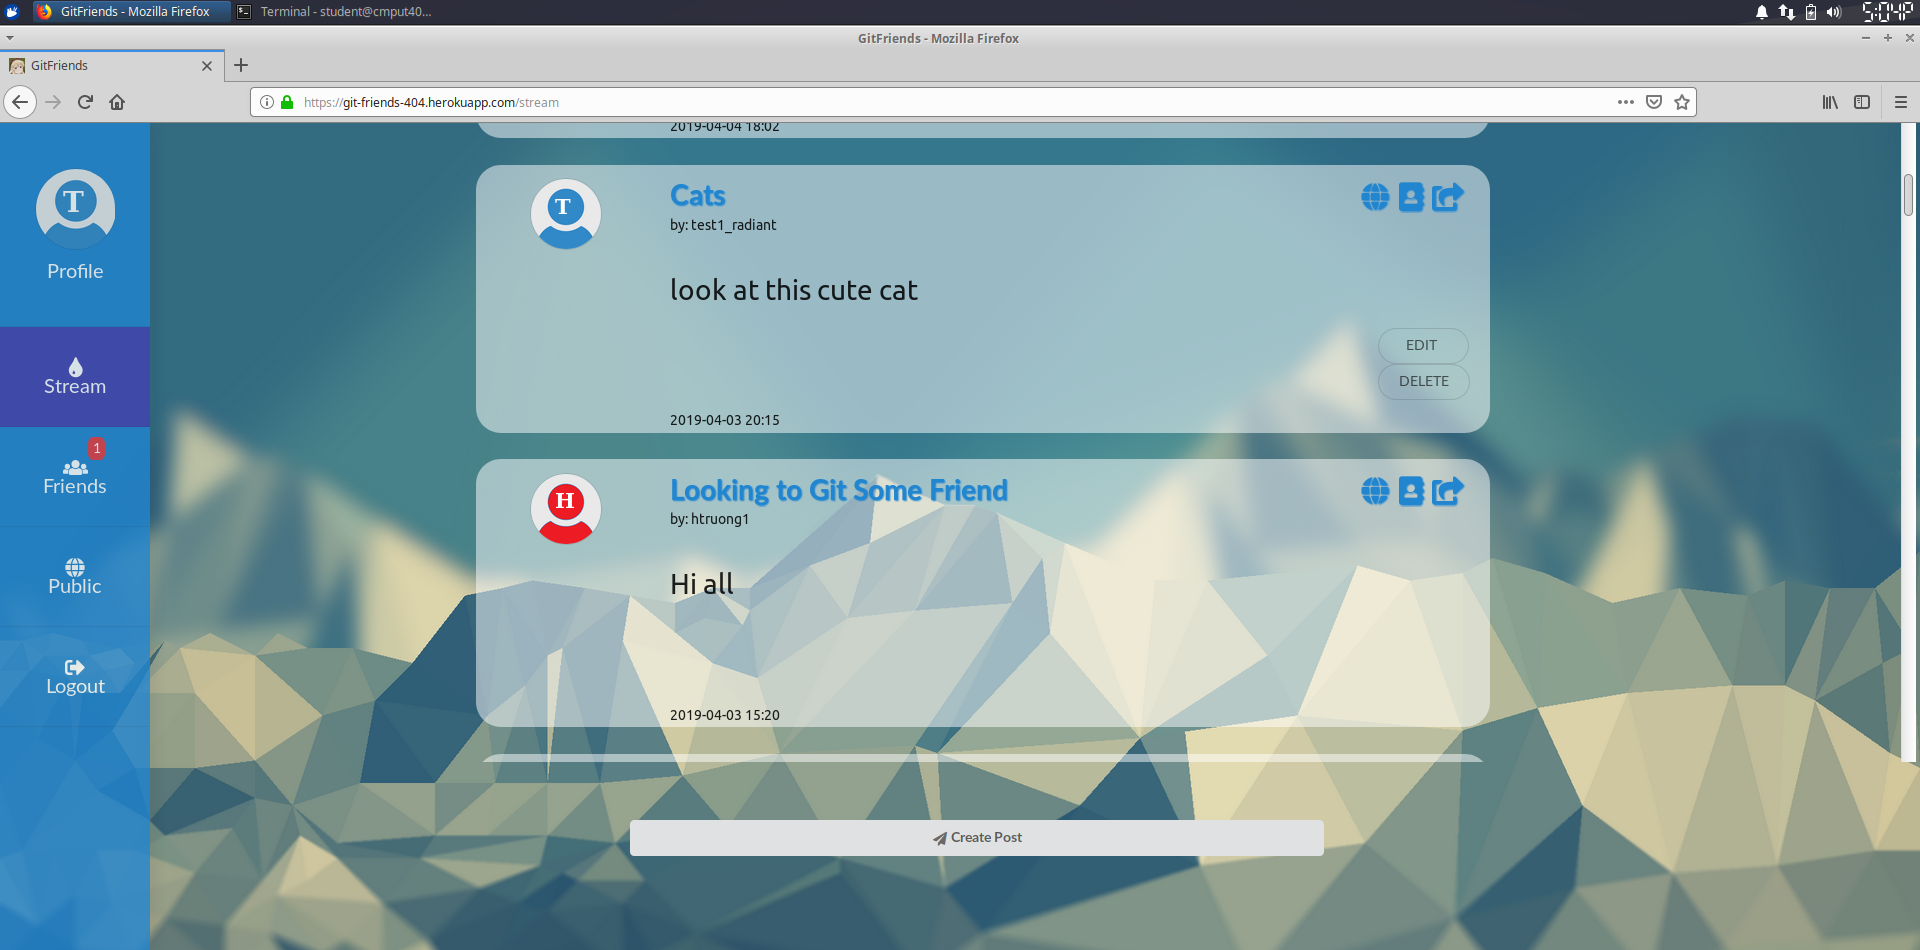 GitFriends - Mozilla Firefox
Terminal - student@cmput40...
5:04P
GitFriends - Mozilla Firefox
GitFriends
https://git-friends-404.herokuapp.com/stream
T
Profile
Stream
1
Friends
Public
Logout
2019-04-04 18:02
T
Cats
by: test1_radiant
look at this cute cat
EDIT
DELETE
2019-04-03 20:15
H
Looking to Git Some Friend
by: htruong1
Hi all
2019-04-03 15:20
Create Post